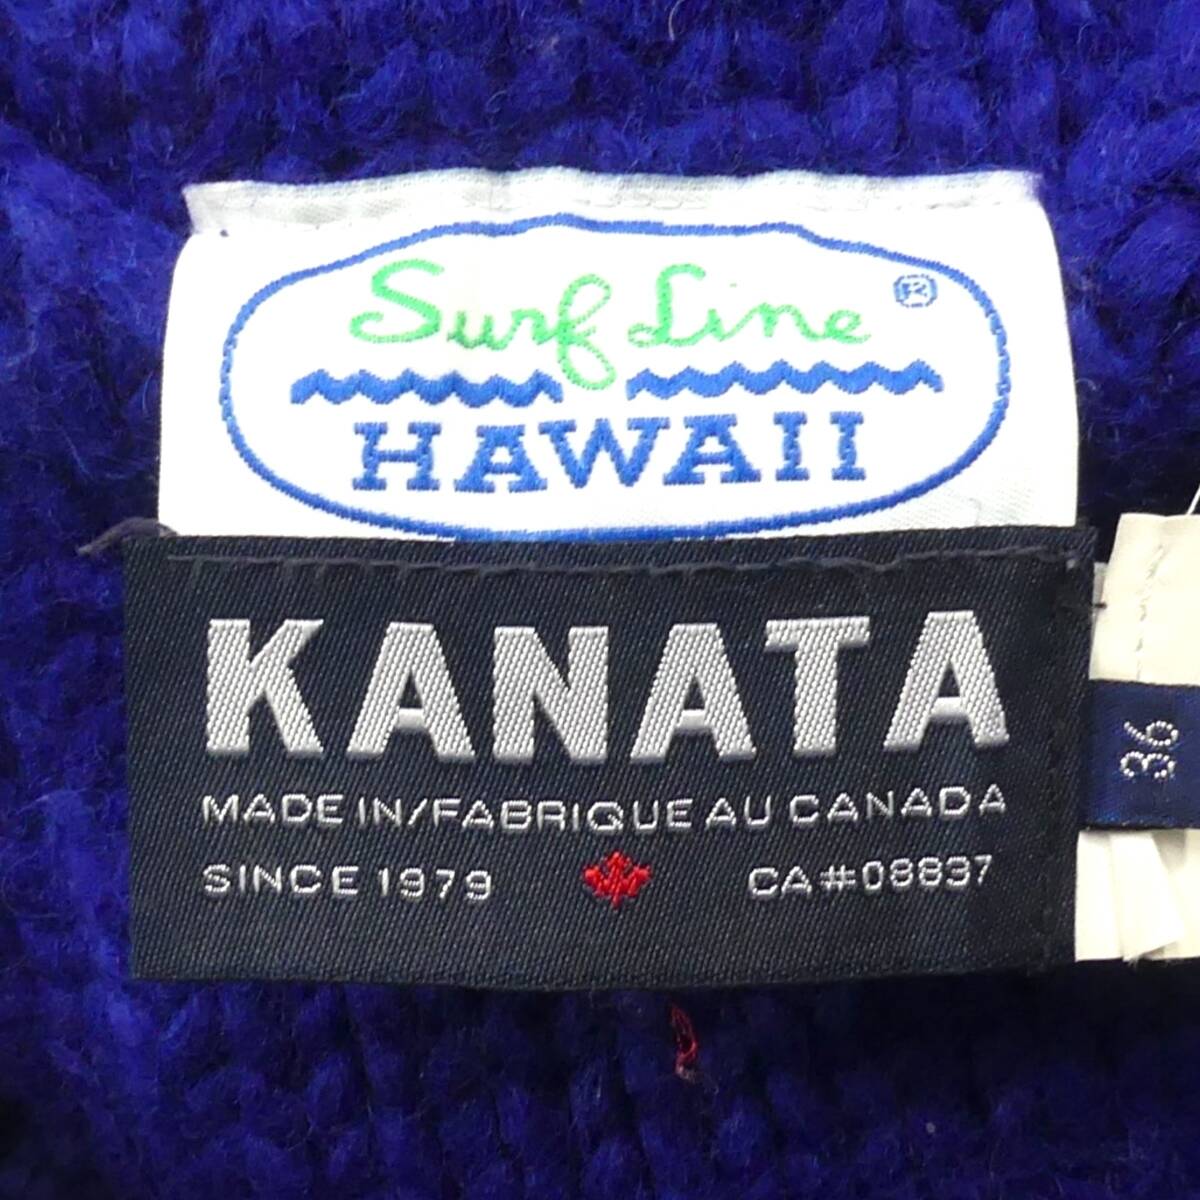 Surf Line ®
HAWAII
KANATA
MADE IN/FABRIQUE AU CANADA
SINCE 1979 CA#08837
36